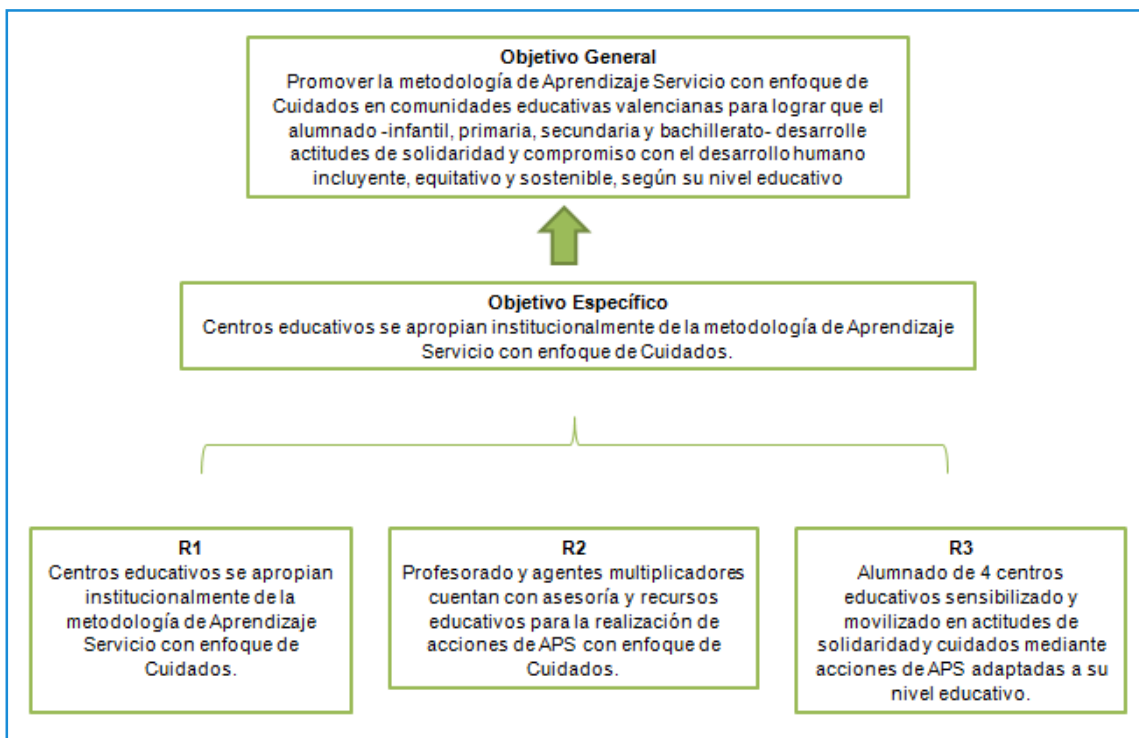 Objetivo General
Promover la metodología de Aprendizaje Servicio con enfoque de
Cuidados en comunidades educativas valencianas para lograr que el
alumnado -infantil, primaria, secundaria y bachillerato- desarrolle
actitudes de solidaridad y compromiso con el desarrollo humano
incluyente, equitativo y sostenible, según su nivel educativo
Objetivo Específico
Centros educativos se apropian institucionalmente de la metodología de Aprendizaje
Servicio con enfoque de Cuidados.
R1
Centros educativos se apropian
institucionalmente de la
metodología de Aprendizaje
Servicio con enfoque de
Cuidados.
R2
Profesorado y agentes multiplicadores
cuentan con asesoría y recursos
educativos para la realización de
acciones de APS con enfoque de
Cuidados.
R3
Alumnado de 4 centros
educativos sensibilizado y
movilizado en actitudes de
solidaridad y cuidados mediante
acciones de APS adaptadas a su
nivel educativo.